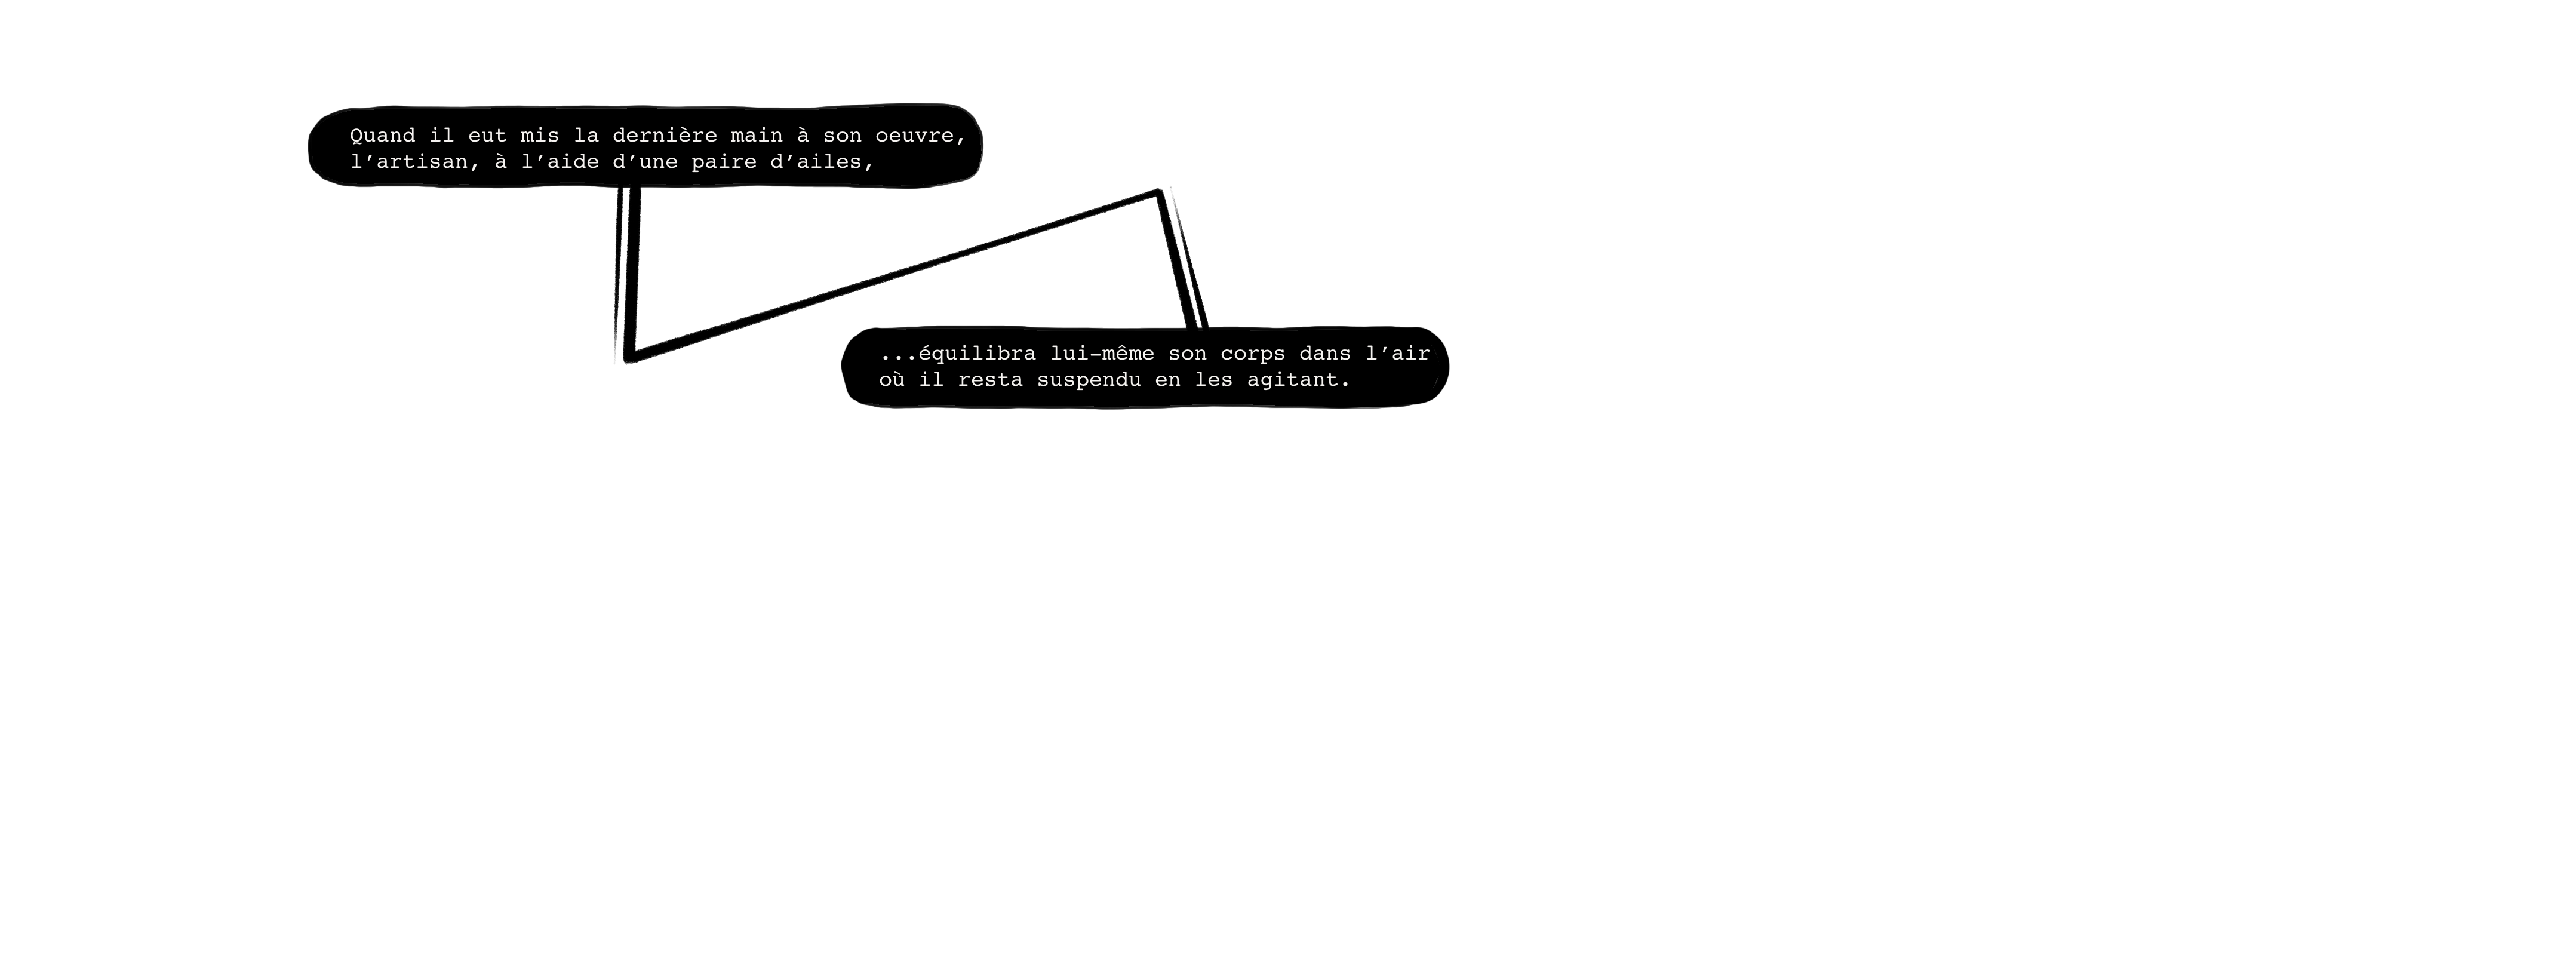 Quand il eut mis la dernière main à son oeuvre,
l’artisan, à l’aide d’une paire d’ailes,
...équilibra lui-même son corps dans l’air
où il resta suspendu en les agitant.